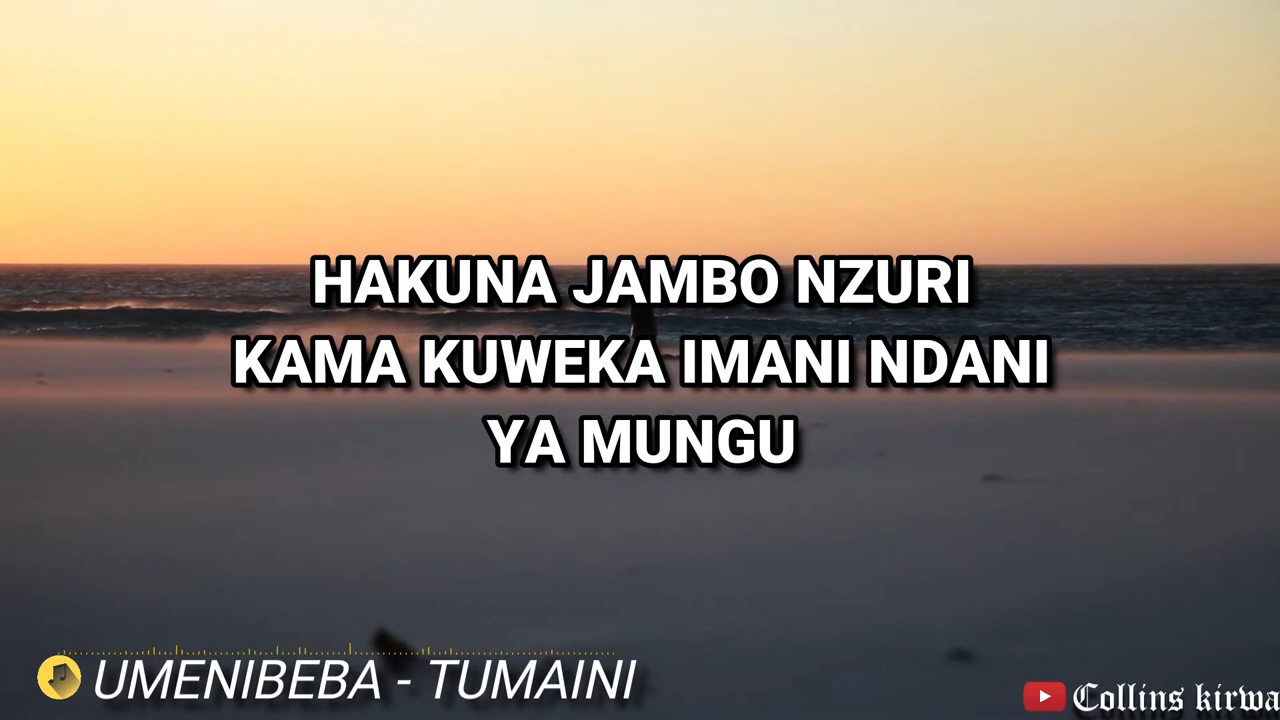 HAKUNA JAMBO NZURI
KAMA KUWEKA IMANI NDANI
YA MUNGU
UMENIBEBA - TUMAINI
Collins kirwa